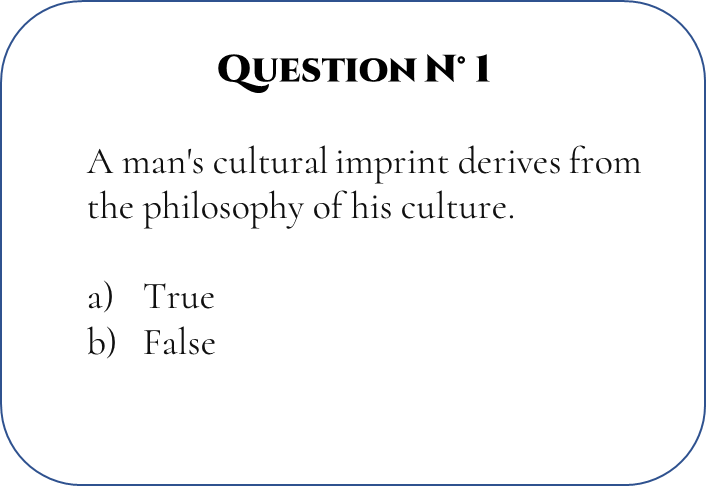 Question N° 1
A man's cultural imprint derives from
the philosophy of his culture.
a) True
b) False